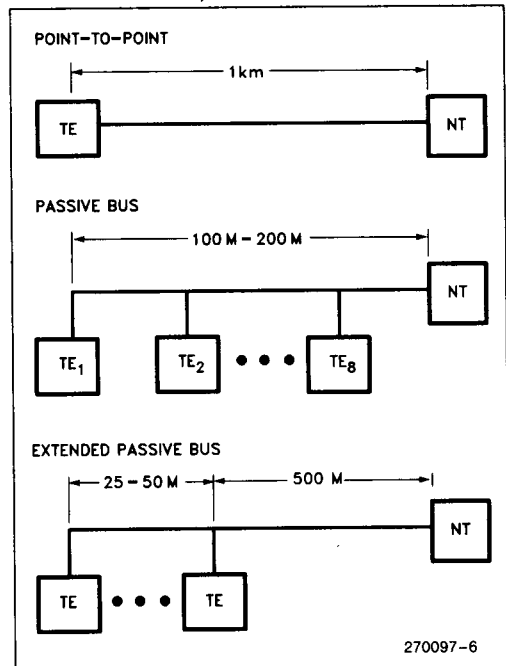 POINT-TO-POINT
1km
TE
NT
PASSIVE BUS
100 M - 200 M
NT
TE1 TE2 TE8
EXTENDED PASSIVE BUS
25 - 50 M 500 M
NT
TE TE
270097-6